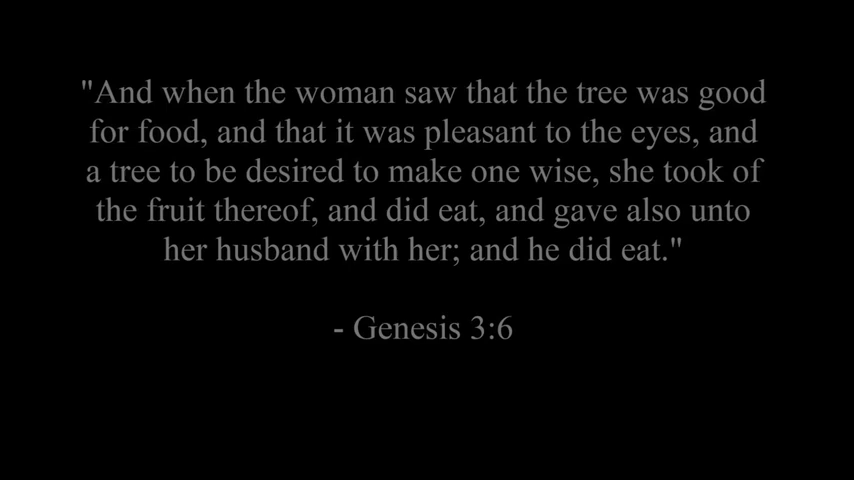 "And when the woman saw that the tree was good
for food, and that it was pleasant to the eyes, and
a tree to be desired to make one wise, she took of
the fruit thereof, and did eat, and gave also unto
her husband with her; and he did eat."
- Genesis 3:6